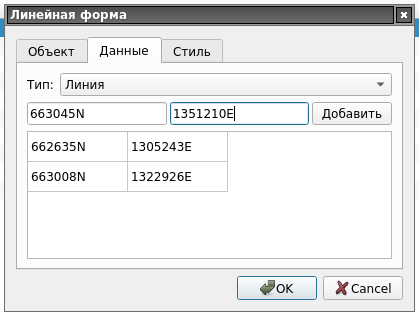 Линейная форма
Объект Данные Стиль
Тип: Линия
663045N 1351210E Добавить
662635N 1305243E
663008N 1322926E
OK Cancel